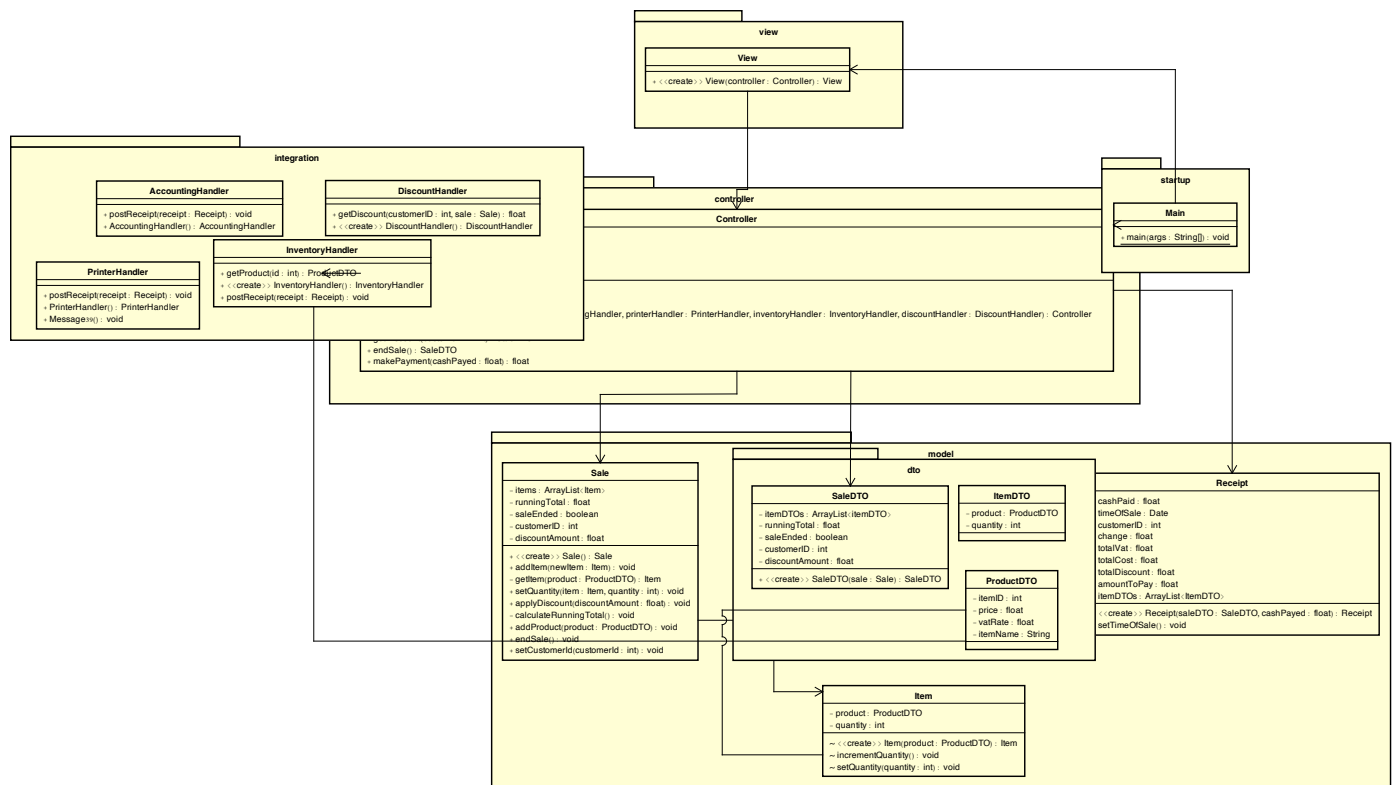 view
View
+ <<create>> View(controller : Controller) : View
integration
AccountingHandler
+ postReceipt(receipt : Receipt) : void
+ AccountingHandler() : AccountingHandler
DiscountHandler
+ getDiscount(customerID : int, sale : Sale) : float
+ <<create>> DiscountHandler() : DiscountHandler
InventoryHandler
+ getProduct(id : int) : ProductDTO
+ <<create>> InventoryHandler() : InventoryHandler
+ postReceipt(receipt : Receipt) : void
PrinterHandler
+ postReceipt(receipt : Receipt) : void
+ PrinterHandler() : PrinterHandler
+ Message39() : void
controller
Controller
gHandler, printerHandler : PrinterHandler, inventoryHandler : InventoryHandler, discountHandler : DiscountHandler) : Controller
+ endSale() : SaleDTO
+ makePayment(cashPayed : float) : float
startup
Main
+ main(args : String[]) : void
model
Sale
- items : ArrayList<Item>
- runningTotal : float
- saleEnded : boolean
- customerID : int
- discountAmount : float
+ <<create>> Sale() : Sale
+ addItem(newItem : Item) : void
- getItem(product : ProductDTO) : Item
+ setQuantity(item : Item, quantity : int) : void
+ applyDiscount(discountAmount : float) : void
- calculateRunningTotal() : void
+ addProduct(product : ProductDTO) : void
+ endSale() : void
+ setCustomerId(customerId : int) : void
dto
SaleDTO
- itemDTOs : ArrayList<itemDTO>
- runningTotal : float
- saleEnded : boolean
- customerID : int
- discountAmount : float
+ <<create>> SaleDTO(sale : Sale) : SaleDTO
ItemDTO
- product : ProductDTO
- quantity : int
ProductDTO
- itemID : int
- price : float
- vatRate : float
- itemName : String
Receipt
cashPaid : float
timeOfSale : Date
customerID : int
change : float
totalVat : float
totalCost : float
totalDiscount : float
amountToPay : float
itemDTOs : ArrayList<ItemDTO>
<<create>> Receipt(saleDTO : SaleDTO, cashPayed : float) : Receipt
setTimeOfSale() : void
Item
- product : ProductDTO
- quantity : int
~ <<create>> Item(product : ProductDTO) : Item
~ incrementQuantity() : void
~ setQuantity(quantity : int) : void